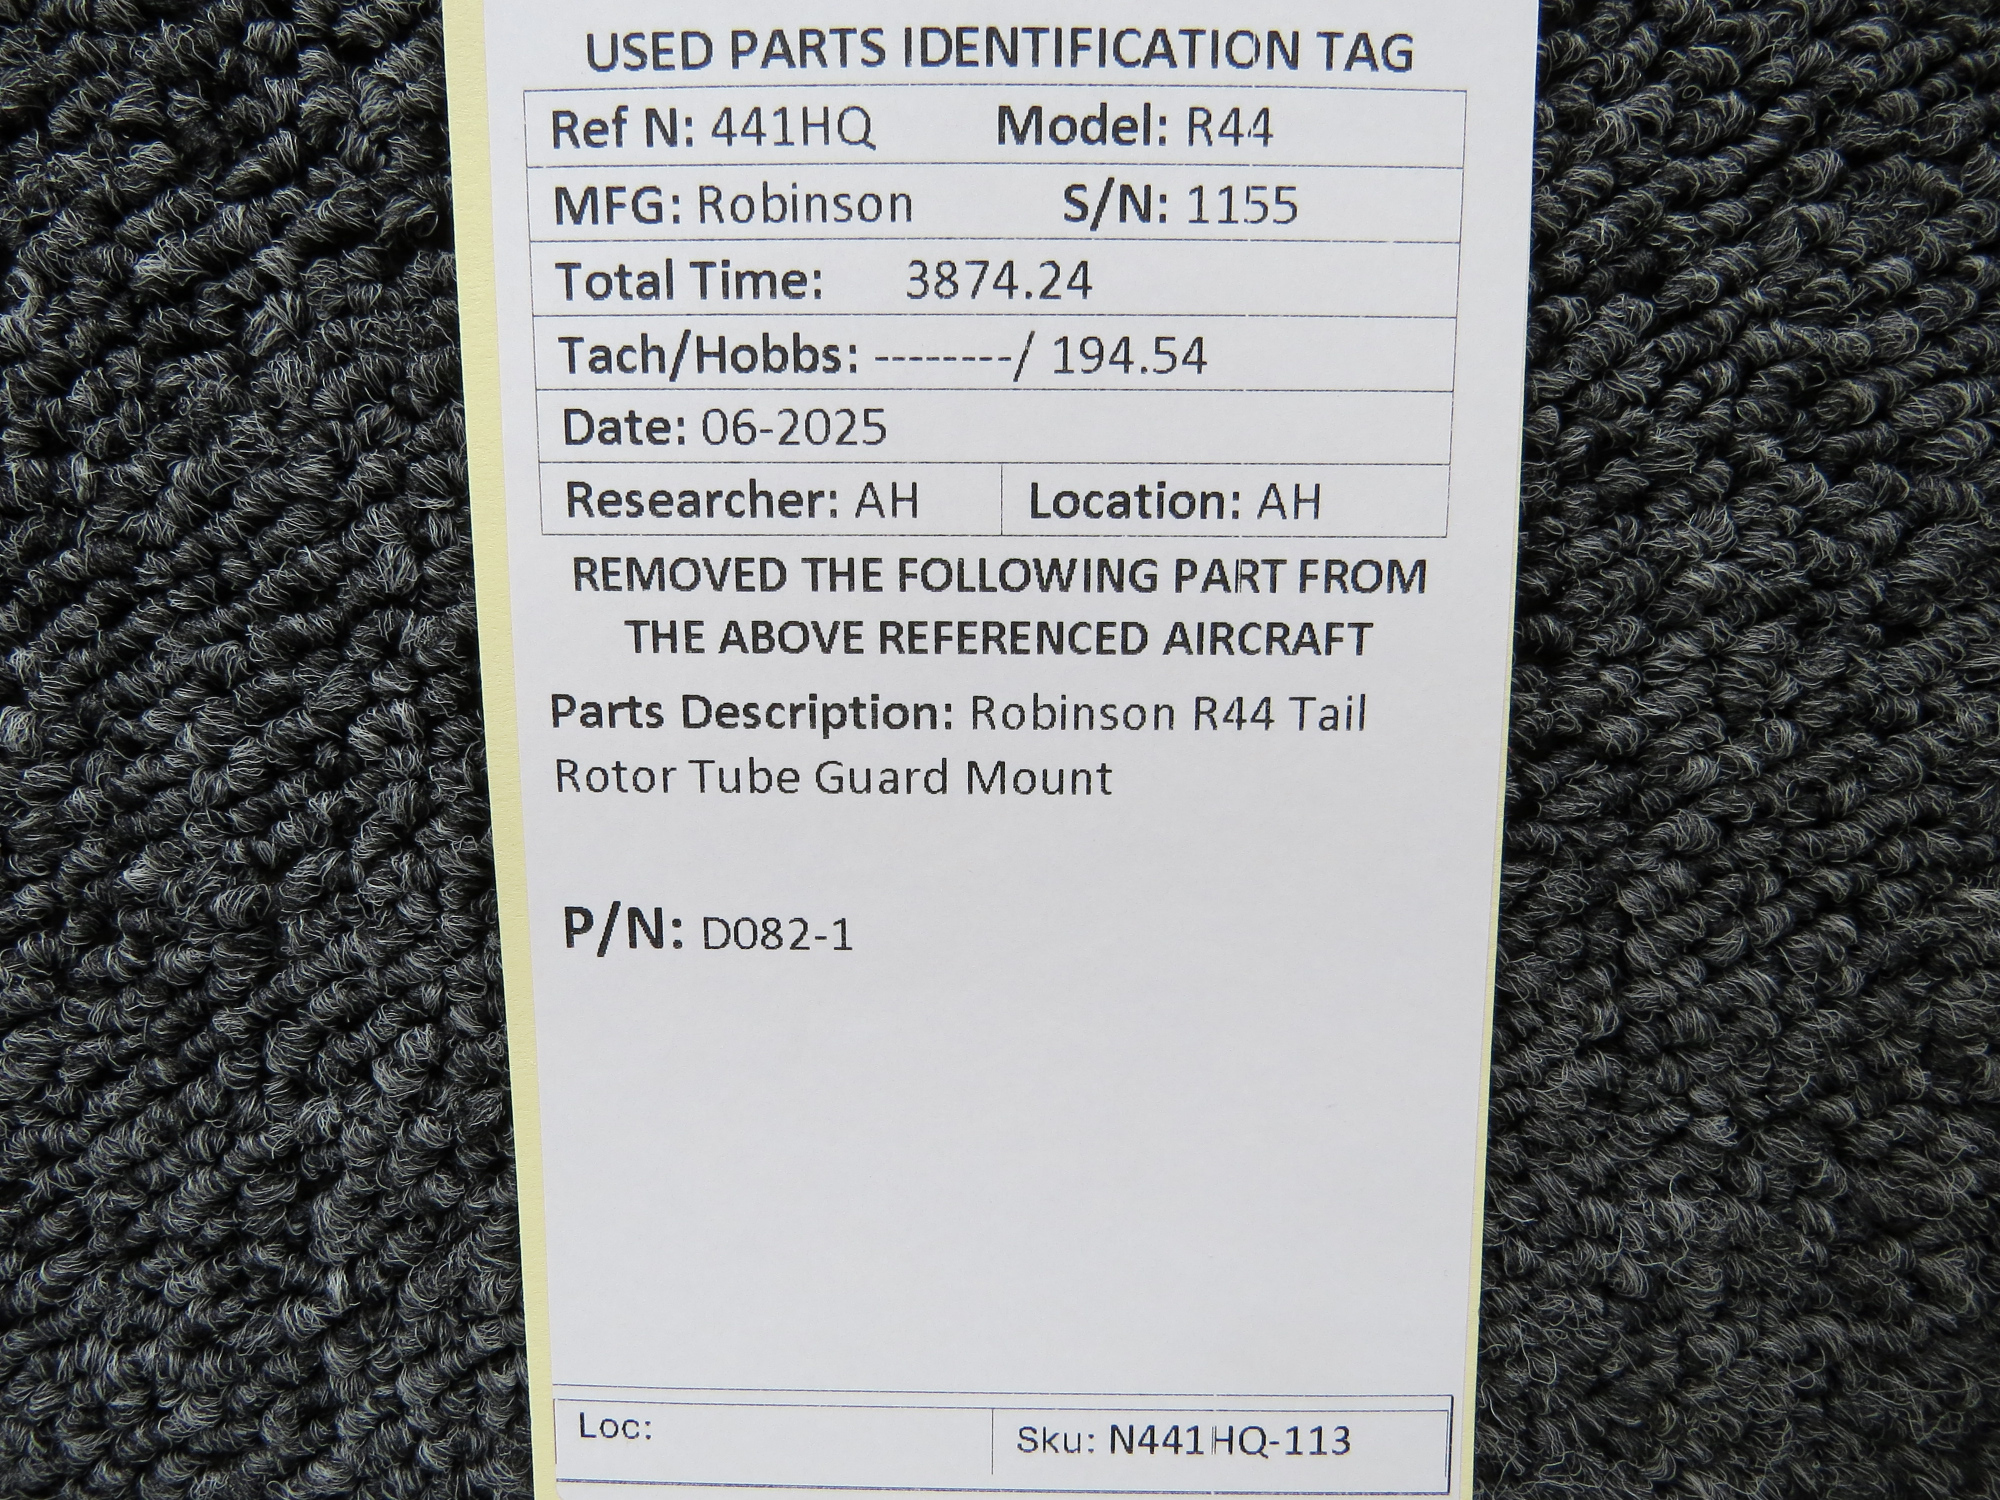 USED PARTS IDENTIFICATION TAG
Ref N: 441HQ Model: R44
MFG: Robinson S/N: 1155
Total Time: 3874.24
Tach/Hobbs: --------/ 194.54
Date: 06-2025
Researcher: AH Location: AH
REMOVED THE FOLLOWING PART FROM
THE ABOVE REFERENCED AIRCRAFT
Parts Description: Robinson R44 Tail
Rotor Tube Guard Mount
P/N: D082-1
Loc: Sku: N441HQ-113